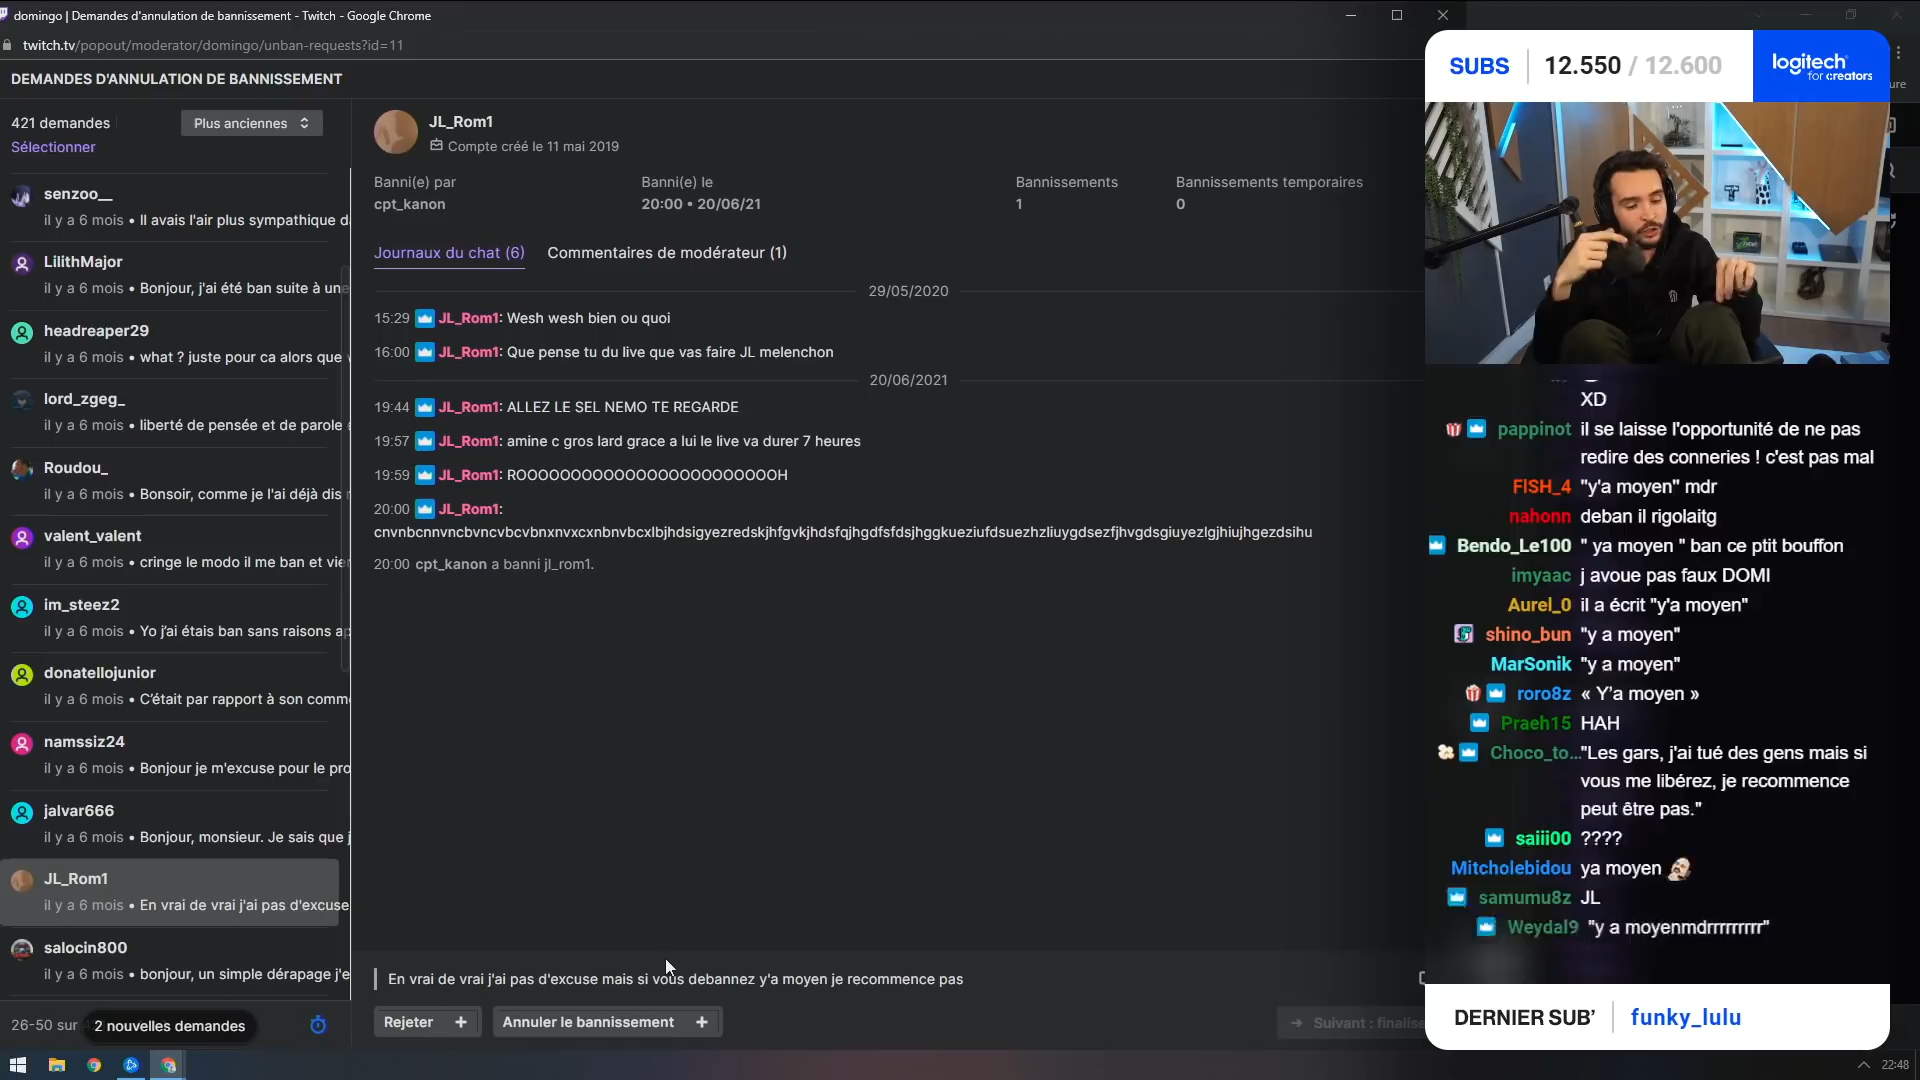 domingo | Demandes d'annulation de bannissement - Twitch - Google Chrome
twitch.tv/popout/moderator/domingo/unban-requests?id=11
DEMANDES D'ANNULATION DE BANNISSEMENT
421 demandes
Plus anciennes
Sélectionner
senzoo__
il y a 6 mois • Il avais l'air plus sympathique d
LilithMajor
il y a 6 mois • Bonjour, j'ai été ban suite à une
headreaper29
il y a 6 mois • what ? juste pour ca alors que
lord_zgeg_
il y a 6 mois • liberté de pensée et de parole
Roudou_
il y a 6 mois • Bonsoir, comme je l'ai déjà dis
valent_valent
il y a 6 mois • cringe le modo il me ban et vie
im_steez2
il y a 6 mois • Yo j'ai étais ban sans raisons a
donatellojunior
il y a 6 mois • C'était par rapport à son comm
namssiz24
il y a 6 mois • Bonjour je m'excuse pour le pro
jalvar666
il y a 6 mois • Bonjour, monsieur. Je sais que j
JL_Rom1
il y a 6 mois • En vrai de vrai j'ai pas d'excuse
salocin800
il y a 6 mois • bonjour, un simple dérapage j'e
26-50 sur
2 nouvelles demandes
JL_Rom1
Compte créé le 11 mai 2019
Banni(e) par
cpt_kanon
Banni(e) le
20:00 • 20/06/21
Bannissements
1
Bannissements temporaires
0
Journaux du chat (6)
Commentaires de modérateur (1)
29/05/2020
15:29 JL_Rom1: Wesh wesh bien ou quoi
16:00 JL_Rom1: Que pense tu du live que vas faire JL melenchon
20/06/2021
19:44 JL_Rom1: ALLEZ LE SEL NEMO TE REGARDE
19:57 JL_Rom1: amine c gros lard grace a lui le live va durer 7 heures
19:59 JL_Rom1: ROOOOOOOOOOOOOOOOOOOOOOOH
20:00 JL_Rom1:
cnvnbcnnvncbvncvbcvbnxnvxcxnbnvbcxlbjhdsigyezredskjhfgvkjhdsfqjhgdfsfdsjhggkueziufdsuezhzliuygdsezfjhvgdsgiuyezlgjhiujhgezdsihu
20:00 cpt_kanon a banni jl_rom1.
En vrai de vrai j'ai pas d'excuse mais si vous debannez y'a moyen je recommence pas
Rejeter +
Annuler le bannissement +
Suivant : finalise
SUBS
12.550 / 12.600
logitech
for creators
XD
pappinot il se laisse l'opportunité de ne pas
redire des conneries ! c'est pas mal
FISH_4 "y'a moyen" mdr
nahonn deban il rigolaitg
Bendo_Le100 " ya moyen " ban ce ptit bouffon
imyaac j avoue pas faux DOMI
Aurel_0 il a écrit "y'a moyen"
shino_bun "y a moyen"
MarSonik "y a moyen"
roro8z « Y'a moyen »
Praeh15 HAH
Choco_to... "Les gars, j'ai tué des gens mais si
vous me libérez, je recommence
peut être pas."
saiii00 ????
Mitcholebidou ya moyen
samumu8z JL
Weydal9 "y a moyenmdrrrrrrrrr"
DERNIER SUB'
funky_lulu
22:48